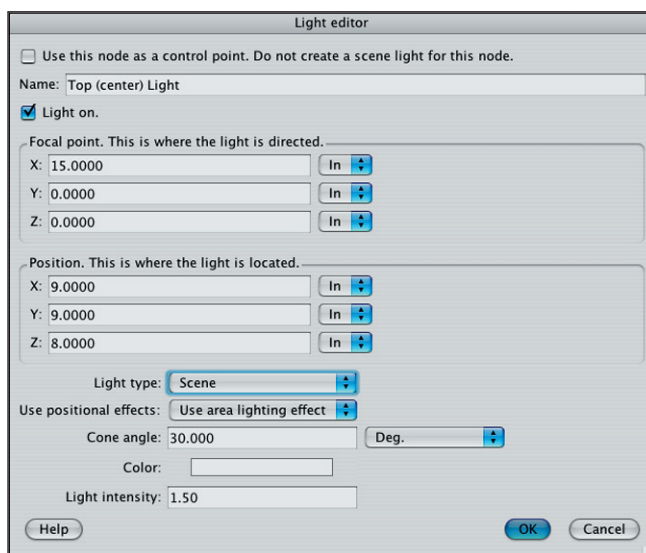 Light editor
Use this node as a control point. Do not create a scene light for this node.
Name: Top (center) Light
Light on.
Focal point. This is where the light is directed.
X: 15.0000 In
Y: 0.0000 In
Z: 0.0000 In
Position. This is where the light is located.
X: 9.0000 In
Y: 9.0000 In
Z: 8.0000 In
Light type: Scene
Use positional effects: Use area lighting effect
Cone angle: 30.000 Deg.
Color:
Light intensity: 1.50
Help OK Cancel